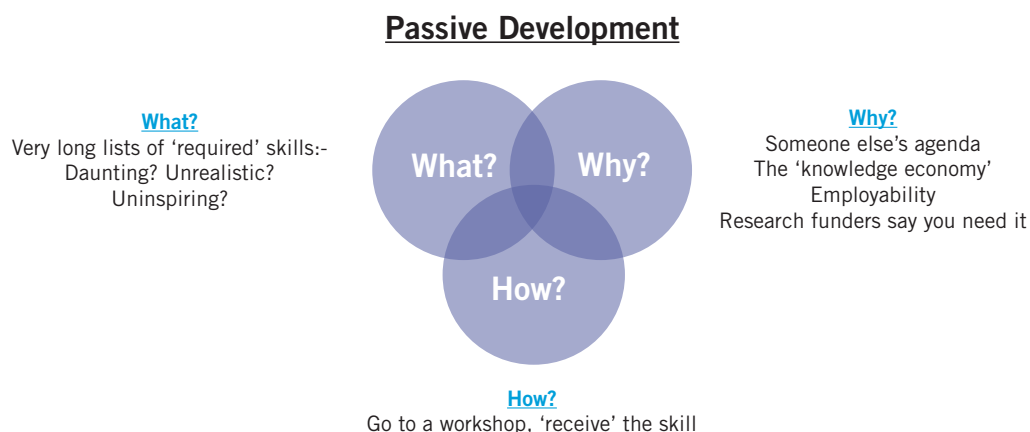 Passive Development
What?
Very long lists of ‘required’ skills:-
Daunting? Unrealistic?
Uninspiring?
What?
Why?
How?
Why?
Someone else’s agenda
The ‘knowledge economy’
Employability
Research funders say you need it
How?
Go to a workshop, ‘receive’ the skill